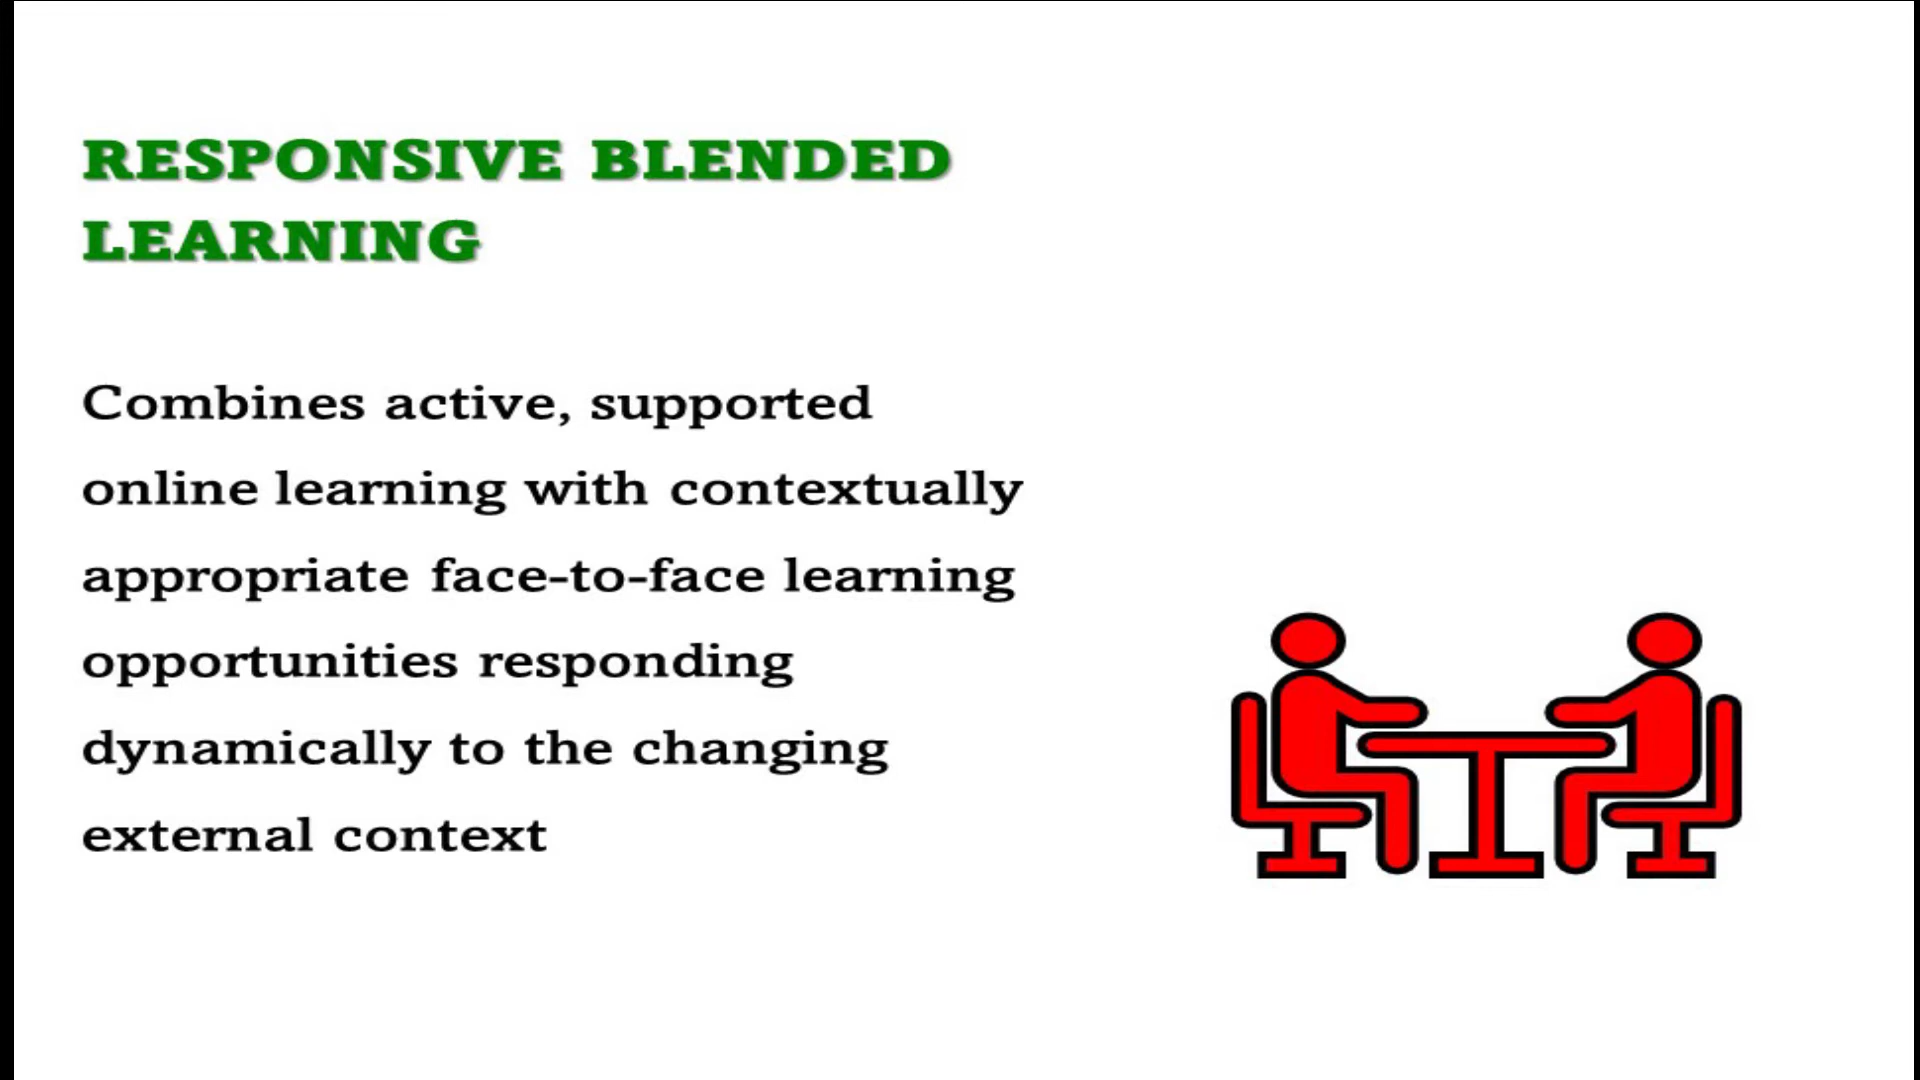 RESPONSIVE BLENDED
LEARNING
Combines active, supported
online learning with contextually
appropriate face-to-face learning
opportunities responding
dynamically to the changing
external context